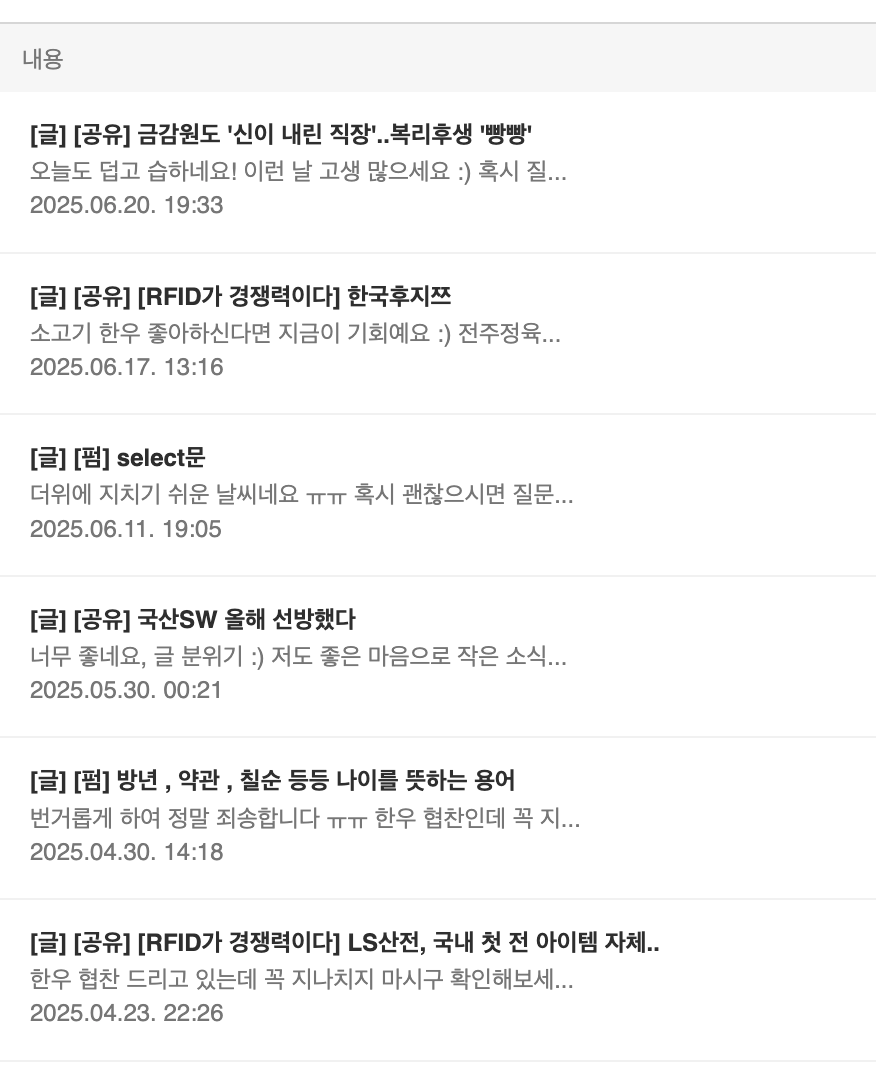 내용
[글] [공유] 금감원도 '신이 내린 직장'..복리후생 '빵빵'
오늘도 덥고 습하네요! 이런 날 고생 많으세요 :) 혹시 질...
2025.06.20. 19:33
[글] [공유] [RFID가 경쟁력이다] 한국후지쯔
소고기 한우 좋아하신다면 지금이 기회예요 :) 전주정육...
2025.06.17. 13:16
[글] [펌] select문
더위에 지치기 쉬운 날씨네요 ㅠㅠ 혹시 괜찮으시면 질문...
2025.06.11. 19:05
[글] [공유] 국산SW 올해 선방했다
너무 좋네요, 글 분위기 :) 저도 좋은 마음으로 작은 소식...
2025.05.30. 00:21
[글] [펌] 방년 , 약관 , 칠순 등등 나이를 뜻하는 용어
번거롭게 하여 정말 죄송합니다 ㅠㅠ 한우 협찬인데 꼭 지...
2025.04.30. 14:18
[글] [공유] [RFID가 경쟁력이다] LS산전, 국내 첫 전 아이템 자체..
한우 협찬 드리고 있는데 꼭 지나치지 마시구 확인해보세...
2025.04.23. 22:26